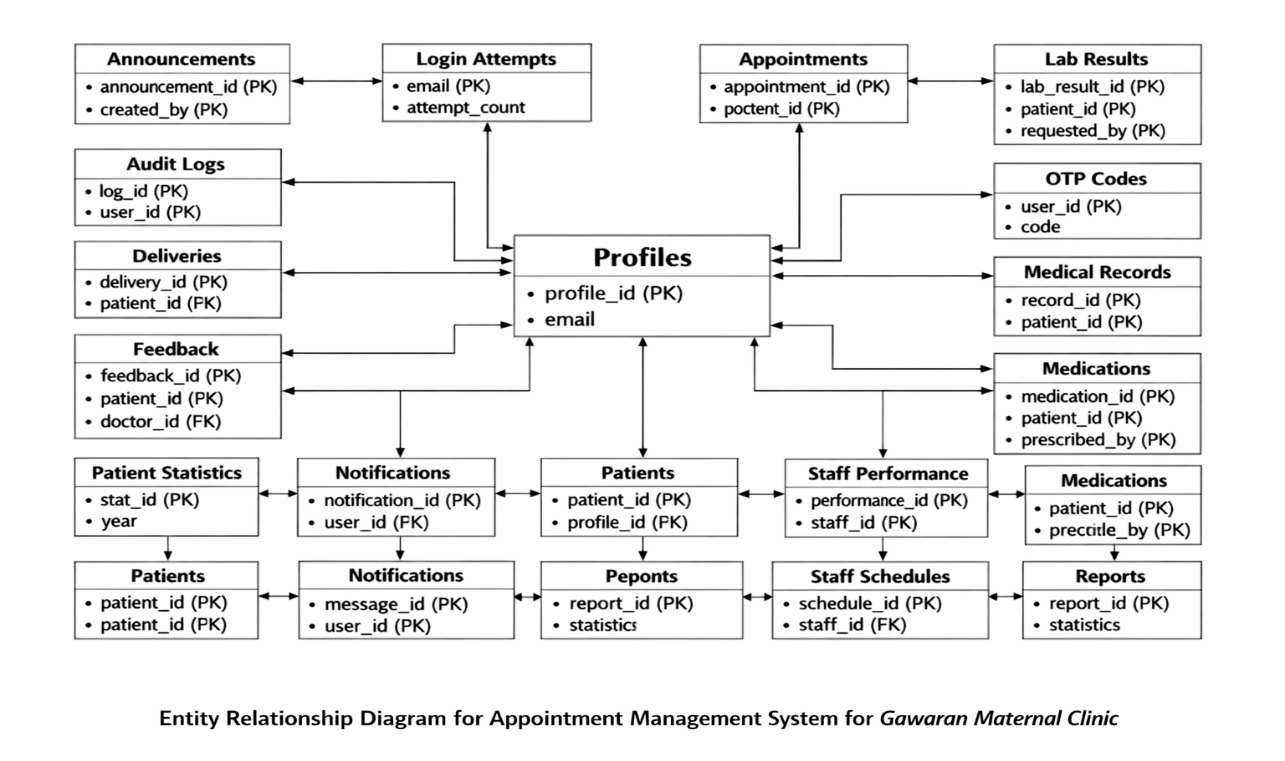 Announcements
• announcement_id (PK)
• created_by (PK)
Login Attempts
• email (PK)
• attempt_count
Appointments
• appointment_id (PK)
• poctent_id (PK)
Lab Results
• lab_result_id (PK)
• patient_id (PK)
• requested_by (PK)
Audit Logs
• log_id (PK)
• user_id (PK)
OTP Codes
• user_id (PK)
• code
Deliveries
• delivery_id (PK)
• patient_id (FK)
Profiles
• profile_id (PK)
• email
Medical Records
• record_id (PK)
• patient_id (PK)
Feedback
• feedback_id (PK)
• patient_id (PK)
• doctor_id (FK)
Medications
• medication_id (PK)
• patient_id (PK)
• prescribed_by (PK)
Patient Statistics
• stat_id (PK)
• year
Notifications
• notification_id (PK)
• user_id (FK)
Patients
• patient_id (PK)
• profile_id (FK)
Staff Performance
• performance_id (PK)
• staff_id (PK)
Medications
• patient_id (PK)
Patients
• patient_id (PK)
• patient_id (PK)
Notifications
• message_id (PK)
• user_id (PK)
Peponts
• report_id (PK)
• statistics
Staff Schedules
• schedule_id (PK)
• staff_id (FK)
Reports
• report_id (PK)
• statistics
Entity Relationship Diagram for Appointment Management System for Gawaran Maternal Clinic